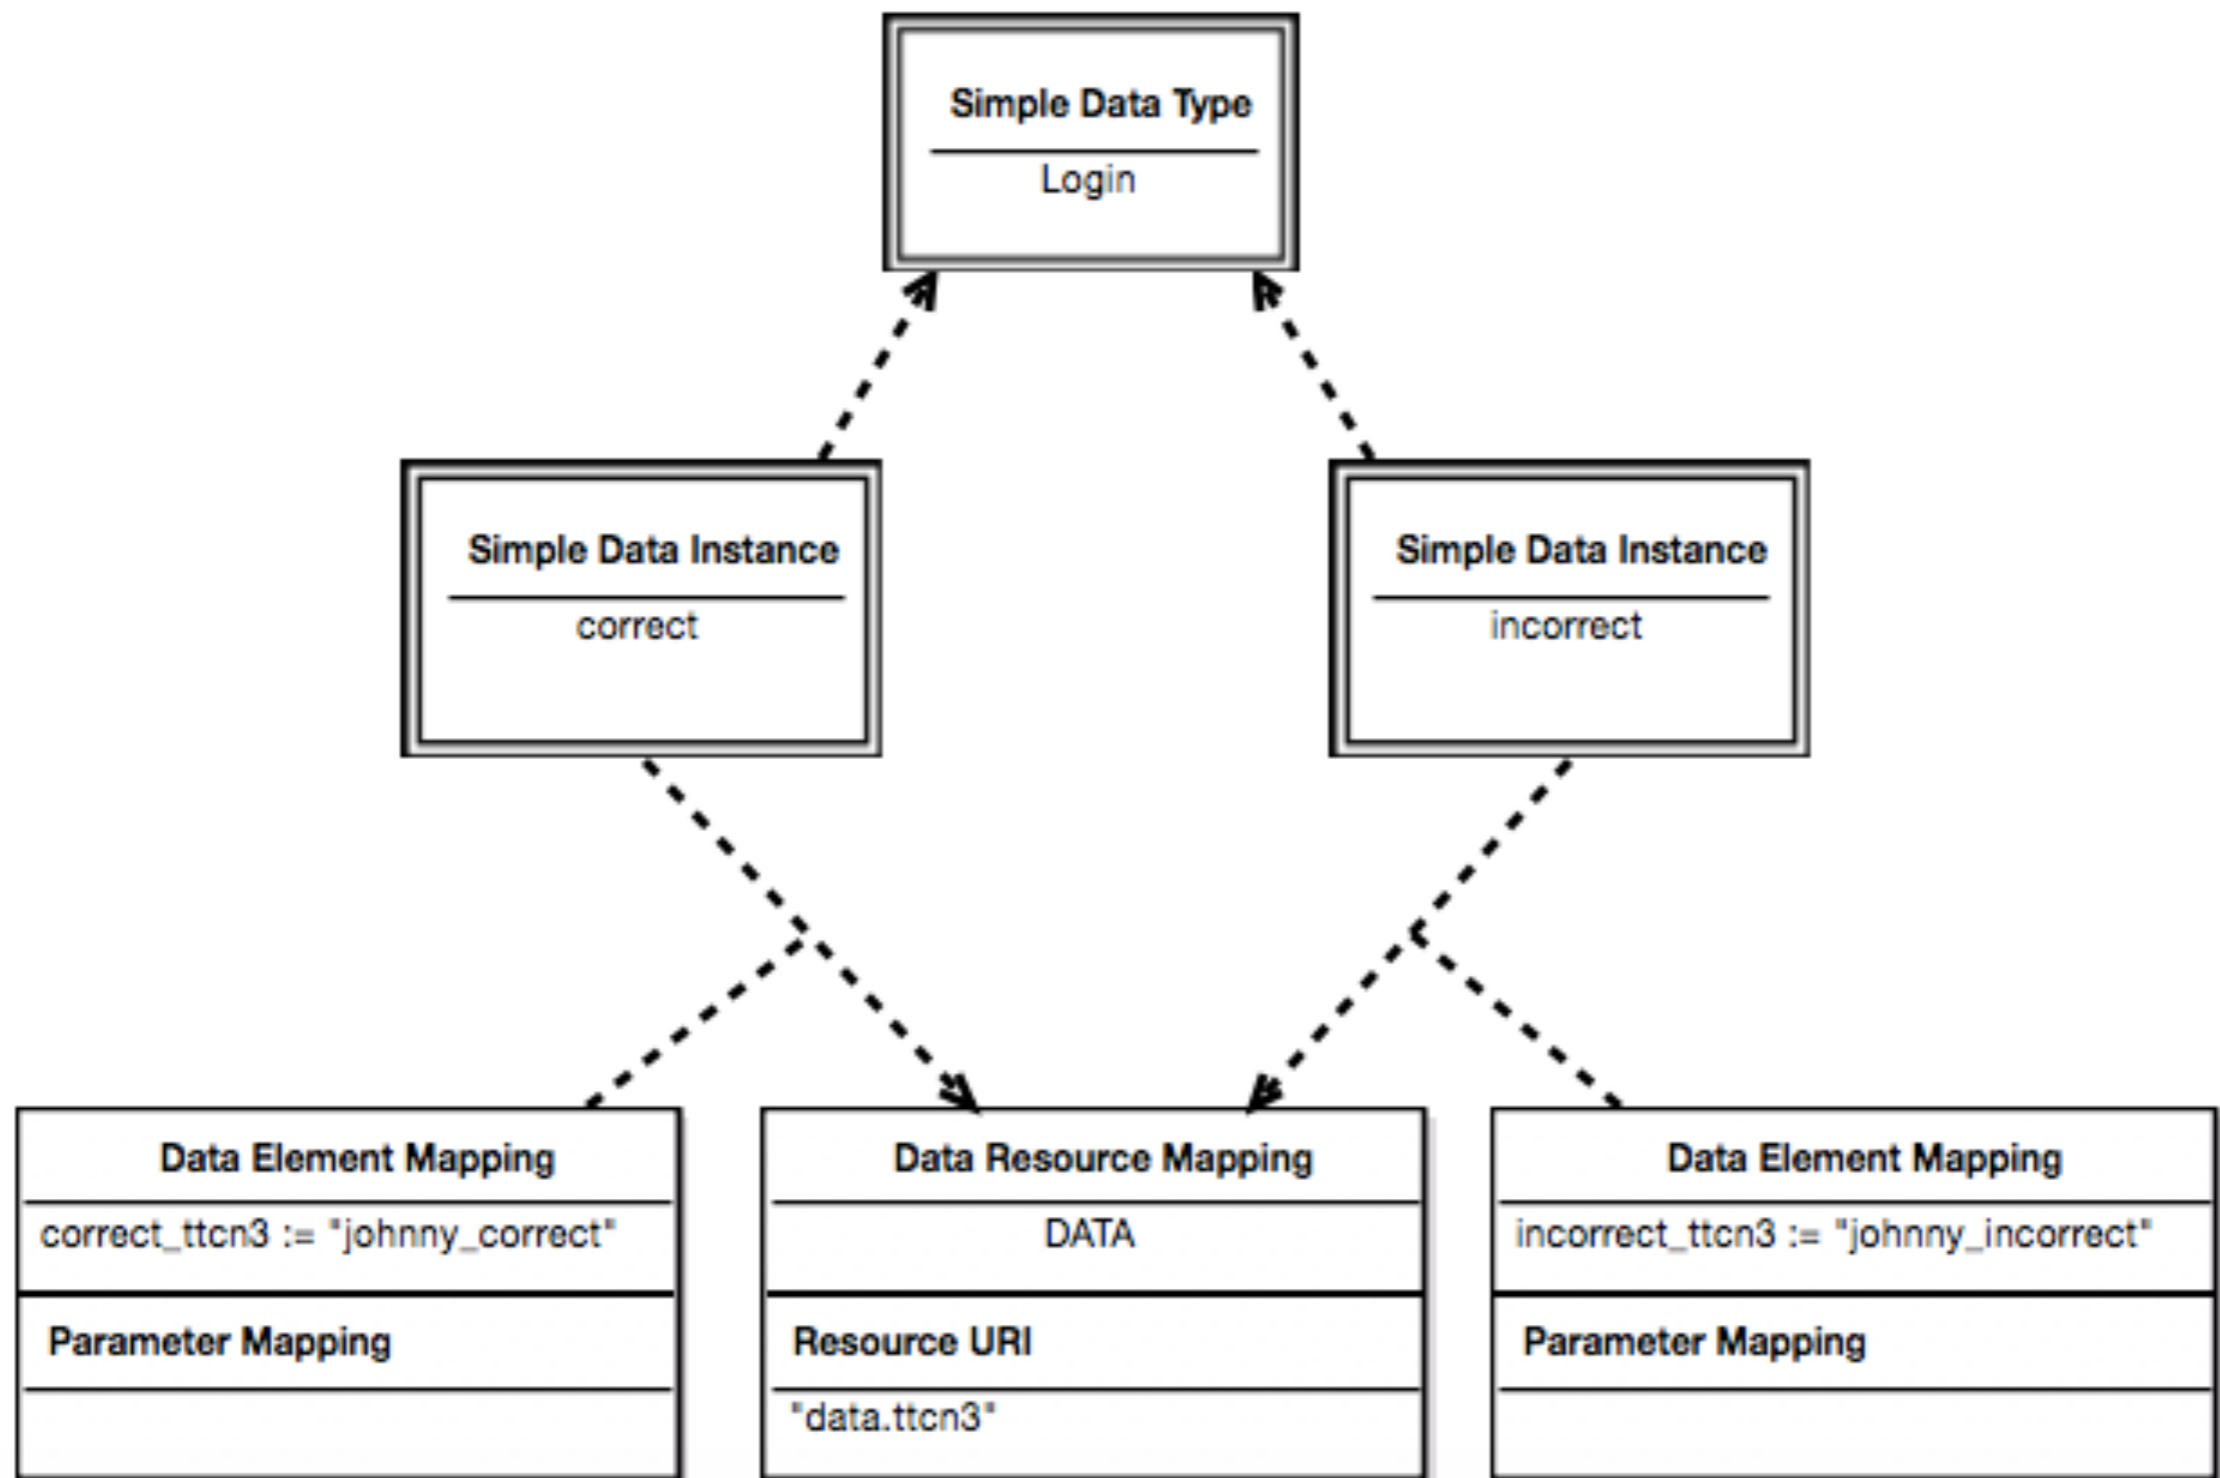 Simple Data Type
Login
Simple Data Instance
correct
Simple Data Instance
incorrect
Data Element Mapping
correct_ttcn3 := "johnny_correct"
Parameter Mapping
Data Resource Mapping
DATA
Resource URI
"data.ttcn3"
Data Element Mapping
incorrect_ttcn3 := "johnny_incorrect"
Parameter Mapping